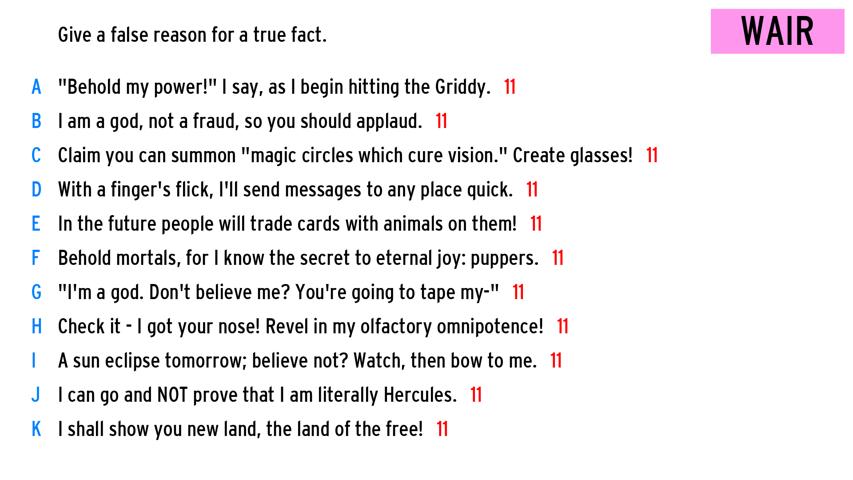 Give a false reason for a true fact.
WAIR
A "Behold my power!" I say, as I begin hitting the Griddy. 11
B I am a god, not a fraud, so you should applaud. 11
C Claim you can summon "magic circles which cure vision." Create glasses! 11
D With a finger's flick, I'll send messages to any place quick. 11
E In the future people will trade cards with animals on them! 11
F Behold mortals, for I know the secret to eternal joy: puppers. 11
G "I'm a god. Don't believe me? You're going to tape my-" 11
H Check it - I got your nose! Revel in my olfactory omnipotence! 11
I A sun eclipse tomorrow; believe not? Watch, then bow to me. 11
J I can go and NOT prove that I am literally Hercules. 11
K I shall show you new land, the land of the free! 11